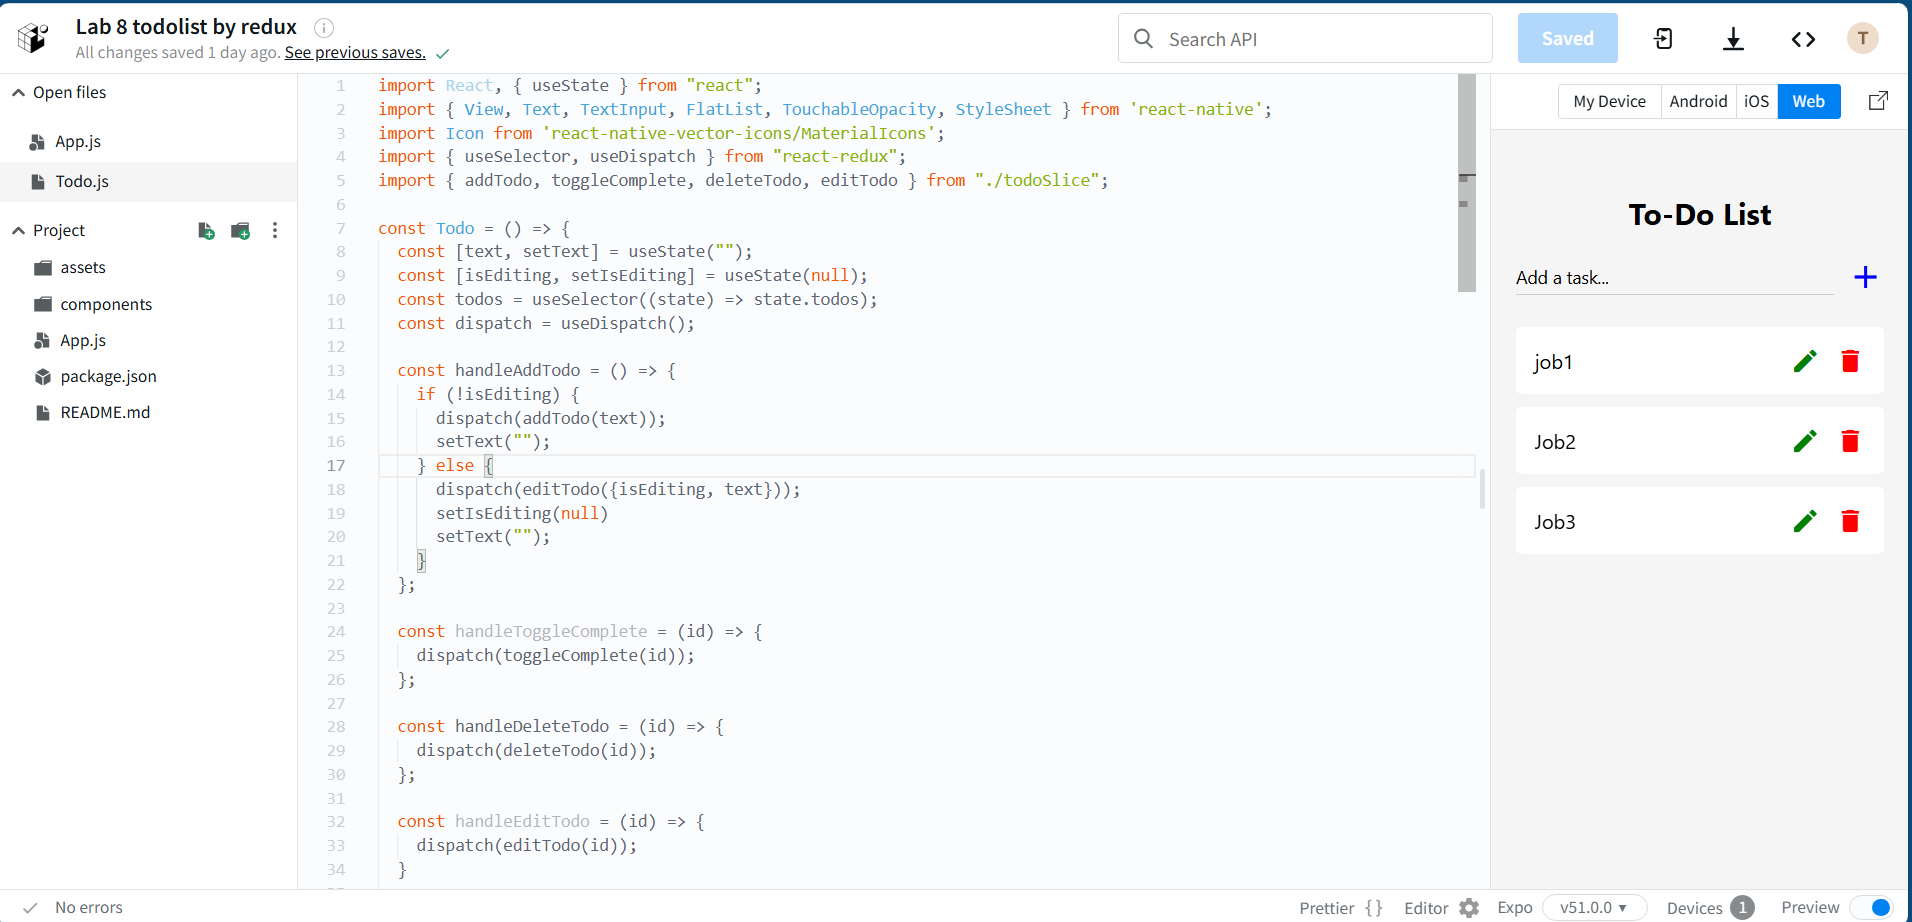 Lab 8 todolist by redux
All changes saved 1 day ago. See previous saves.
Search API
Saved
T
Open files
App.js
Todo.js
Project
assets
components
App.js
package.json
README.md
1 import React, { useState } from "react";
2 import { View, Text, TextInput, FlatList, TouchableOpacity, StyleSheet } from 'react-native';
3 import Icon from 'react-native-vector-icons/MaterialIcons';
4 import { useSelector, useDispatch } from "react-redux";
5 import { addTodo, toggleComplete, deleteTodo, editTodo } from "./todoSlice";
6
7 const Todo = () => {
8 const [text, setText] = useState("");
9 const [isEditing, setIsEditing] = useState(null);
10 const todos = useSelector((state) => state.todos);
11 const dispatch = useDispatch();
12
13 const handleAddTodo = () => {
14 if (!isEditing) {
15 dispatch(addTodo(text));
16 setText("");
17 } else {
18 dispatch(editTodo({isEditing, text}));
19 setIsEditing(null)
20 setText("");
21 }
22 };
23
24 const handleToggleComplete = (id) => {
25 dispatch(toggleComplete(id));
26 };
27
28 const handleDeleteTodo = (id) => {
29 dispatch(deleteTodo(id));
30 };
31
32 const handleEditTodo = (id) => {
33 dispatch(editTodo(id));
34 }
My Device Android iOS Web
To-Do List
Add a task...
job1
Job2
Job3
No errors
Prettier {} Editor Expo v51.0.0 Devices 1 Preview